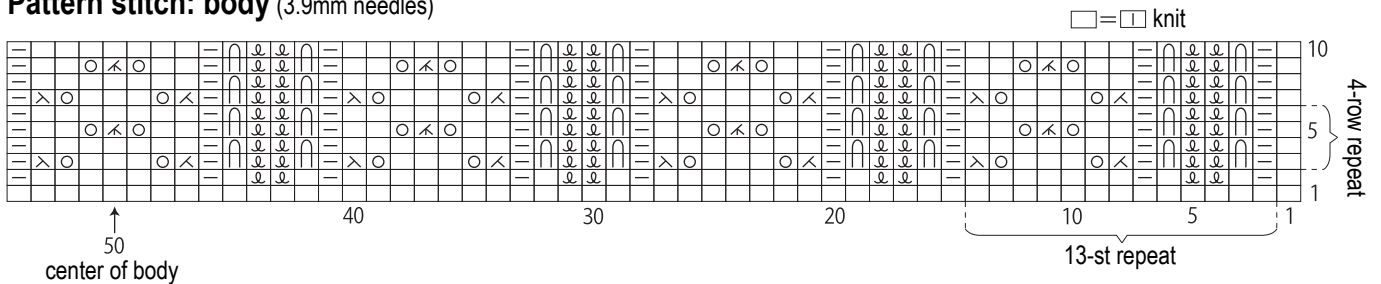 Pattern stitch: body (3.9mm needles)
= knit
10
5
1
4-row repeat
40 30 20 10 5 1
50
center of body
13-st repeat